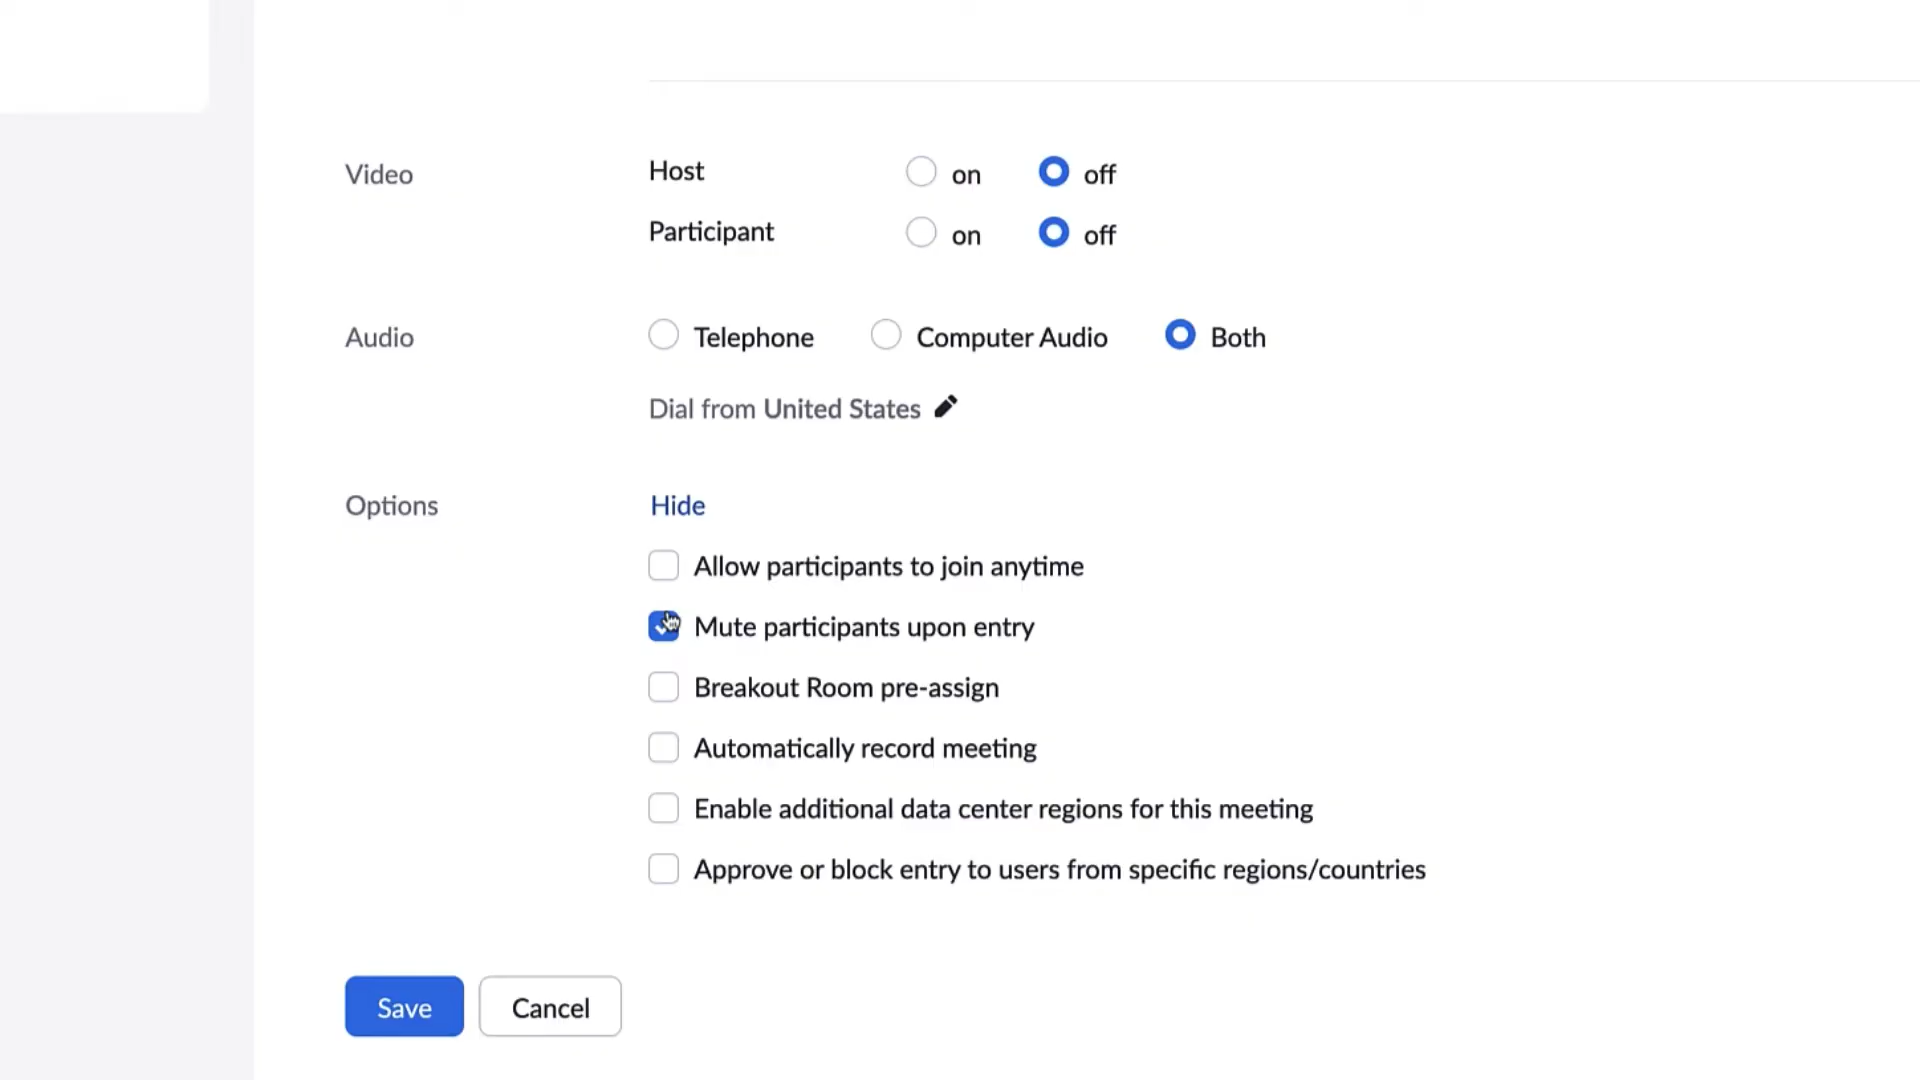 Video
Host on off
Participant on off
Audio
Telephone Computer Audio Both
Dial from United States
Options
Hide
Allow participants to join anytime
Mute participants upon entry
Breakout Room pre-assign
Automatically record meeting
Enable additional data center regions for this meeting
Approve or block entry to users from specific regions/countries
Save Cancel